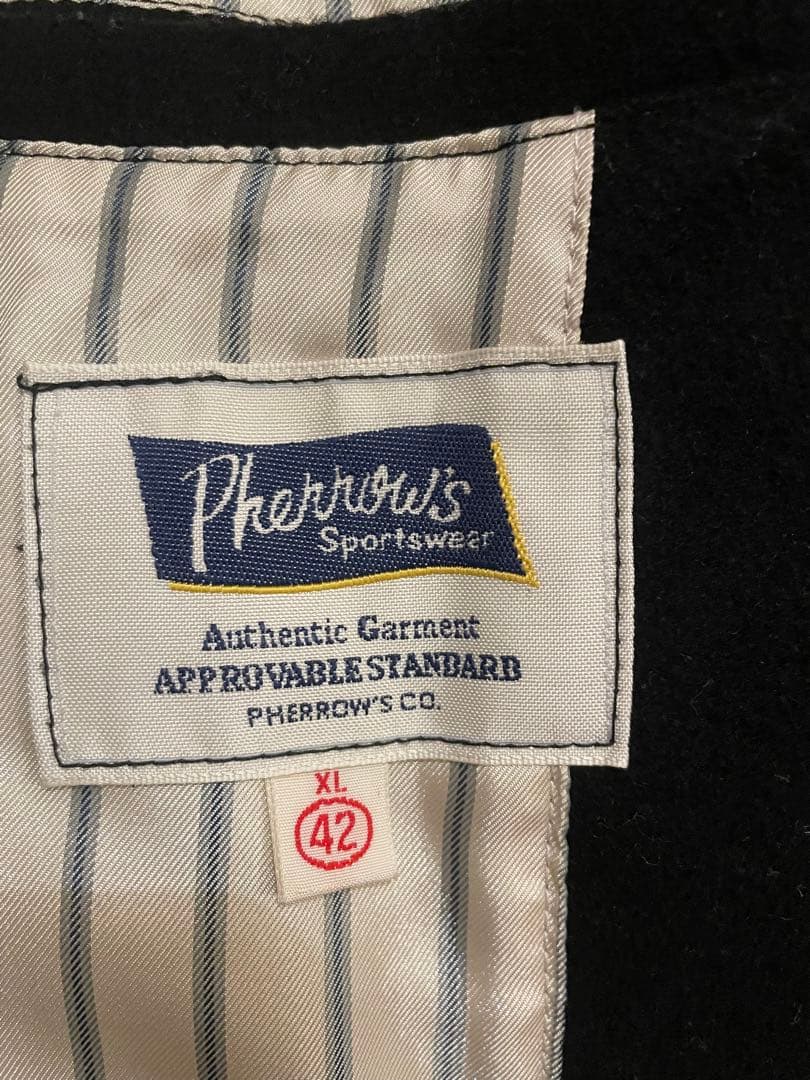 Pherrow's
Sportswear
Authentic Garment
APPROVABLE STANDARD
PHERROW'S CO.
XL
42